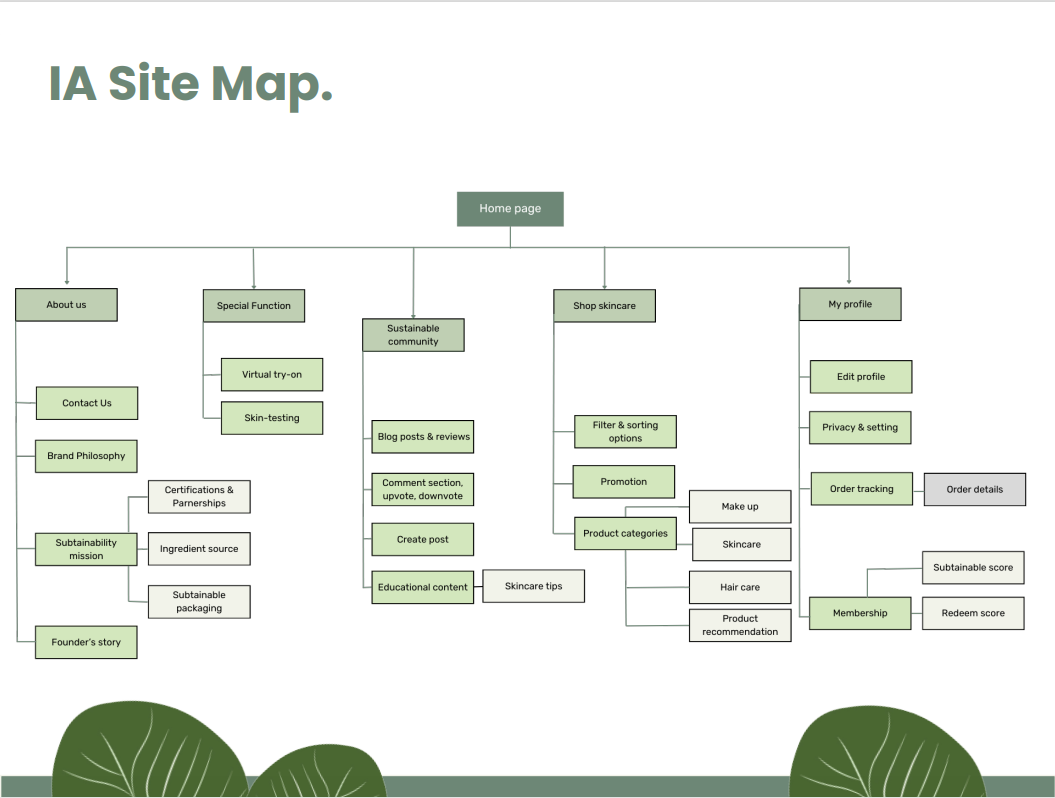 IA Site Map.
Home page
About us
Contact Us
Brand Philosophy
Subtainability
mission
Certifications &
Parnerships
Ingredient source
Subtainable
packaging
Founder's story
Special Function
Virtual try-on
Skin-testing
Sustainable
community
Blog posts & reviews
Comment section,
upvote, downvote
Create post
Educational content
Skincare tips
Shop skincare
Filter & sorting
options
Promotion
Product categories
Make up
Skincare
Hair care
Product
recommendation
My profile
Edit profile
Privacy & setting
Order tracking
Order details
Membership
Subtainable score
Redeem score